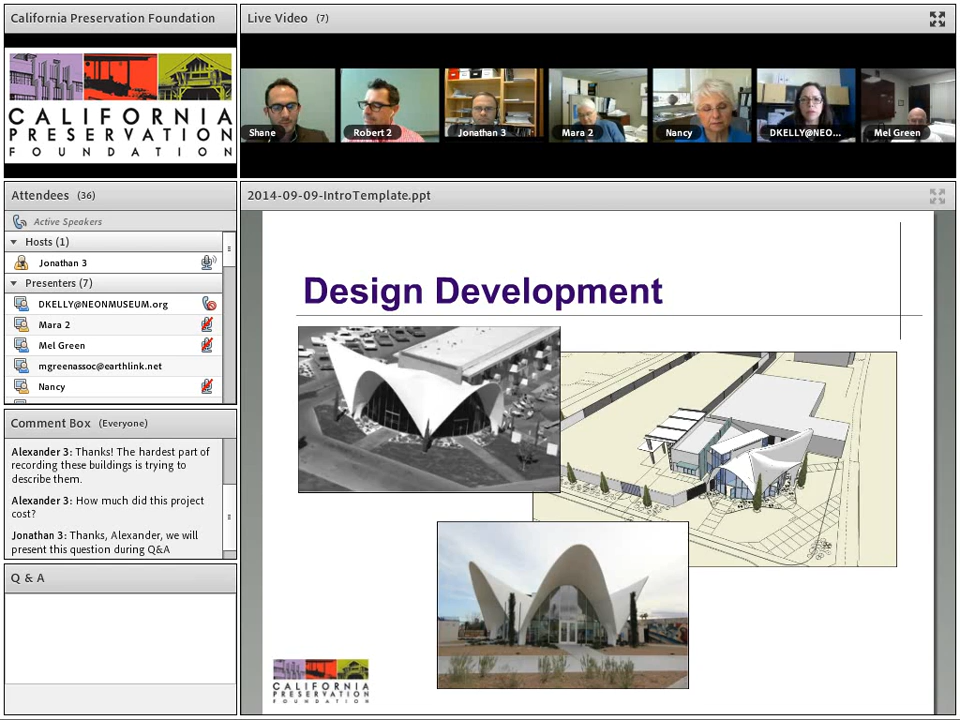 California Preservation Foundation
CALIFORNIA
PRESERVATION
FOUNDATION
Live Video (7)
Shane
Robert 2
Jonathan 3
Mara 2
Nancy
DKELLY@NEO...
Mel Green
Attendees (36)
Active Speakers
Hosts (1)
Jonathan 3
Presenters (7)
DKELLY@NEONMUSEUM.org
Mara 2
Mel Green
mgreenassoc@earthlink.net
Nancy
Comment Box (Everyone)
Alexander 3: Thanks! The hardest part of
recording these buildings is trying to
describe them.
Alexander 3: How much did this project
cost?
Jonathan 3: Thanks, Alexander, we will
present this question during Q&A
Q & A
2014-09-09-IntroTemplate.ppt
Design Development
CALIFORNIA
PRESERVATION
FOUNDATION